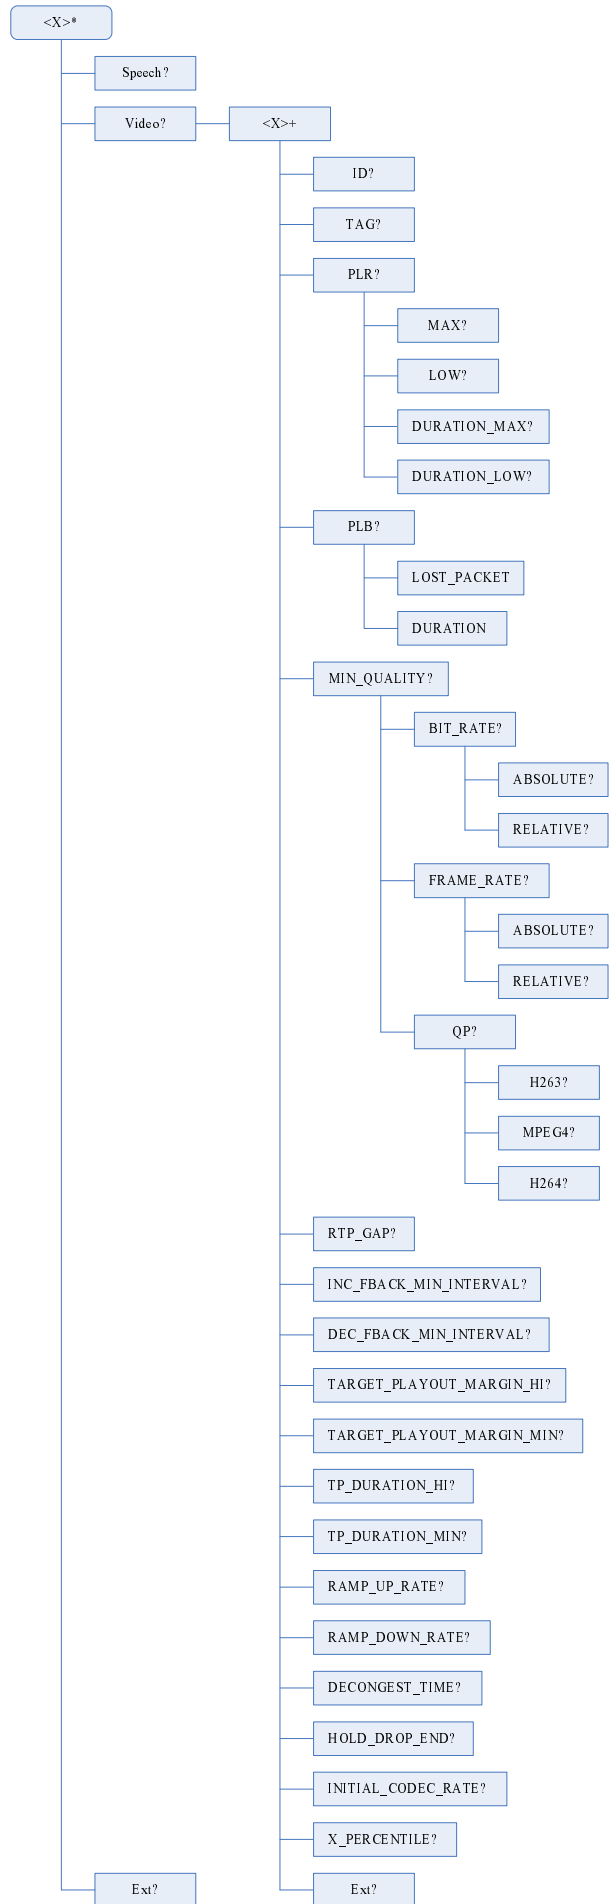 <X>*
Speech?
Video?
<X>+
ID?
TAG?
PLR?
MAX?
LOW?
DURATION_MAX?
DURATION_LOW?
PLB?
LOST_PACKET
DURATION
MIN_QUALITY?
BIT_RATE?
ABSOLUTE?
RELATIVE?
FRAME_RATE?
ABSOLUTE?
RELATIVE?
QP?
H263?
MPEG4?
H264?
RTP_GAP?
INC_FBACK_MIN_INTERVAL?
DEC_FBACK_MIN_INTERVAL?
TARGET_PLAYOUT_MARGIN_HI?
TARGET_PLAYOUT_MARGIN_MIN?
TP_DURATION_HI?
TP_DURATION_MIN?
RAMP_UP_RATE?
RAMP_DOWN_RATE?
DECONGEST_TIME?
HOLD_DROP_END?
INITIAL_CODEC_RATE?
X_PERCENTILE?
Ext?
Ext?